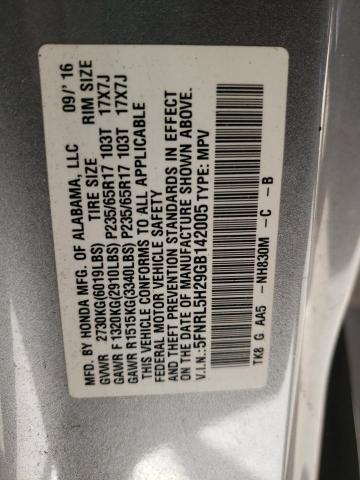 MFD. BY HONDA MFG. OF ALABAMA, LLC 09/' 16
TIRE SIZE RIM SIZE
GVWR 2730KG(6019LBS)
GAWR F 1320KG(2910LBS) P235/65R17 103T 17X7J
GAWR R1515KG(3340LBS) P235/65R17 103T 17X7J
THIS VEHICLE CONFORMS TO ALL APPLICABLE
FEDERAL MOTOR VEHICLE SAFETY
THEFT PREVENTION STANDARDS IN EFFECT
ON THE DATE OF MANUFACTURE SHOWN ABOVE.
V.I.N.:5FNRL5H29GB142005 TYPE: MPV
TK8 G AA5 -NH830M -C -B